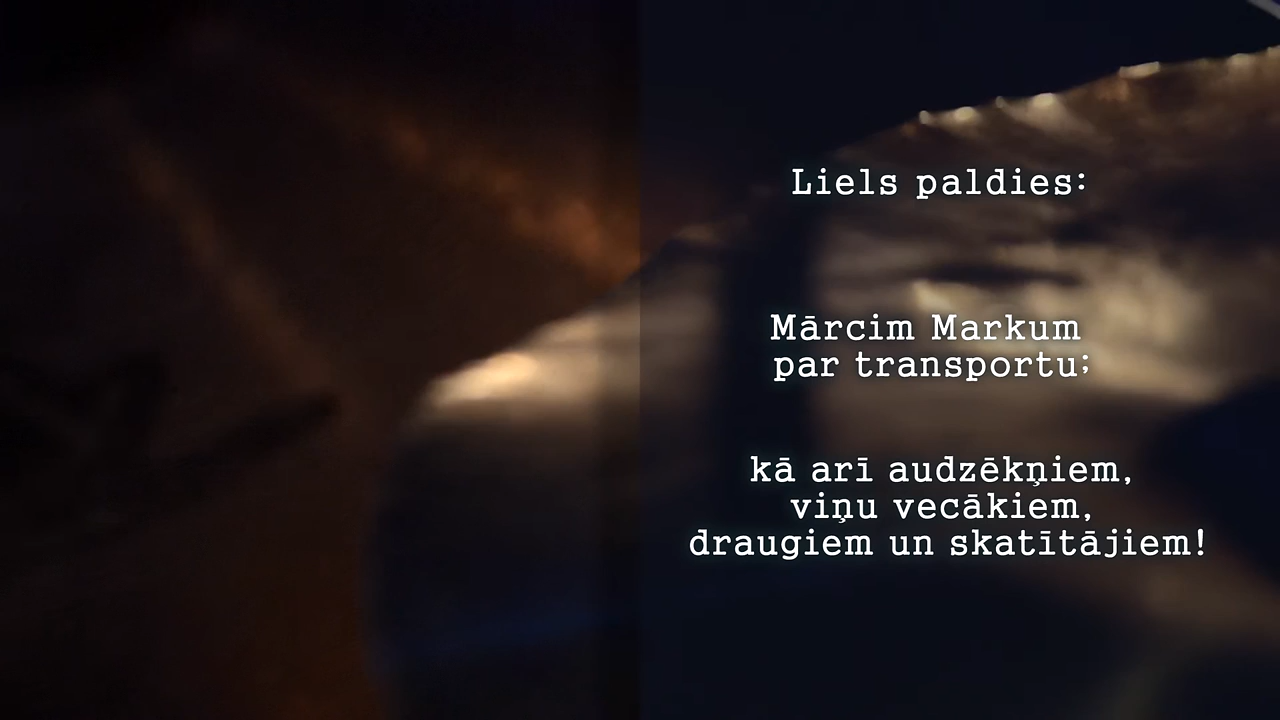 Liels paldies:
Mārcim Markum
par transportu;
kā arī audzēkņiem,
viņu vecākiem,
draugiem un skatītājiem!